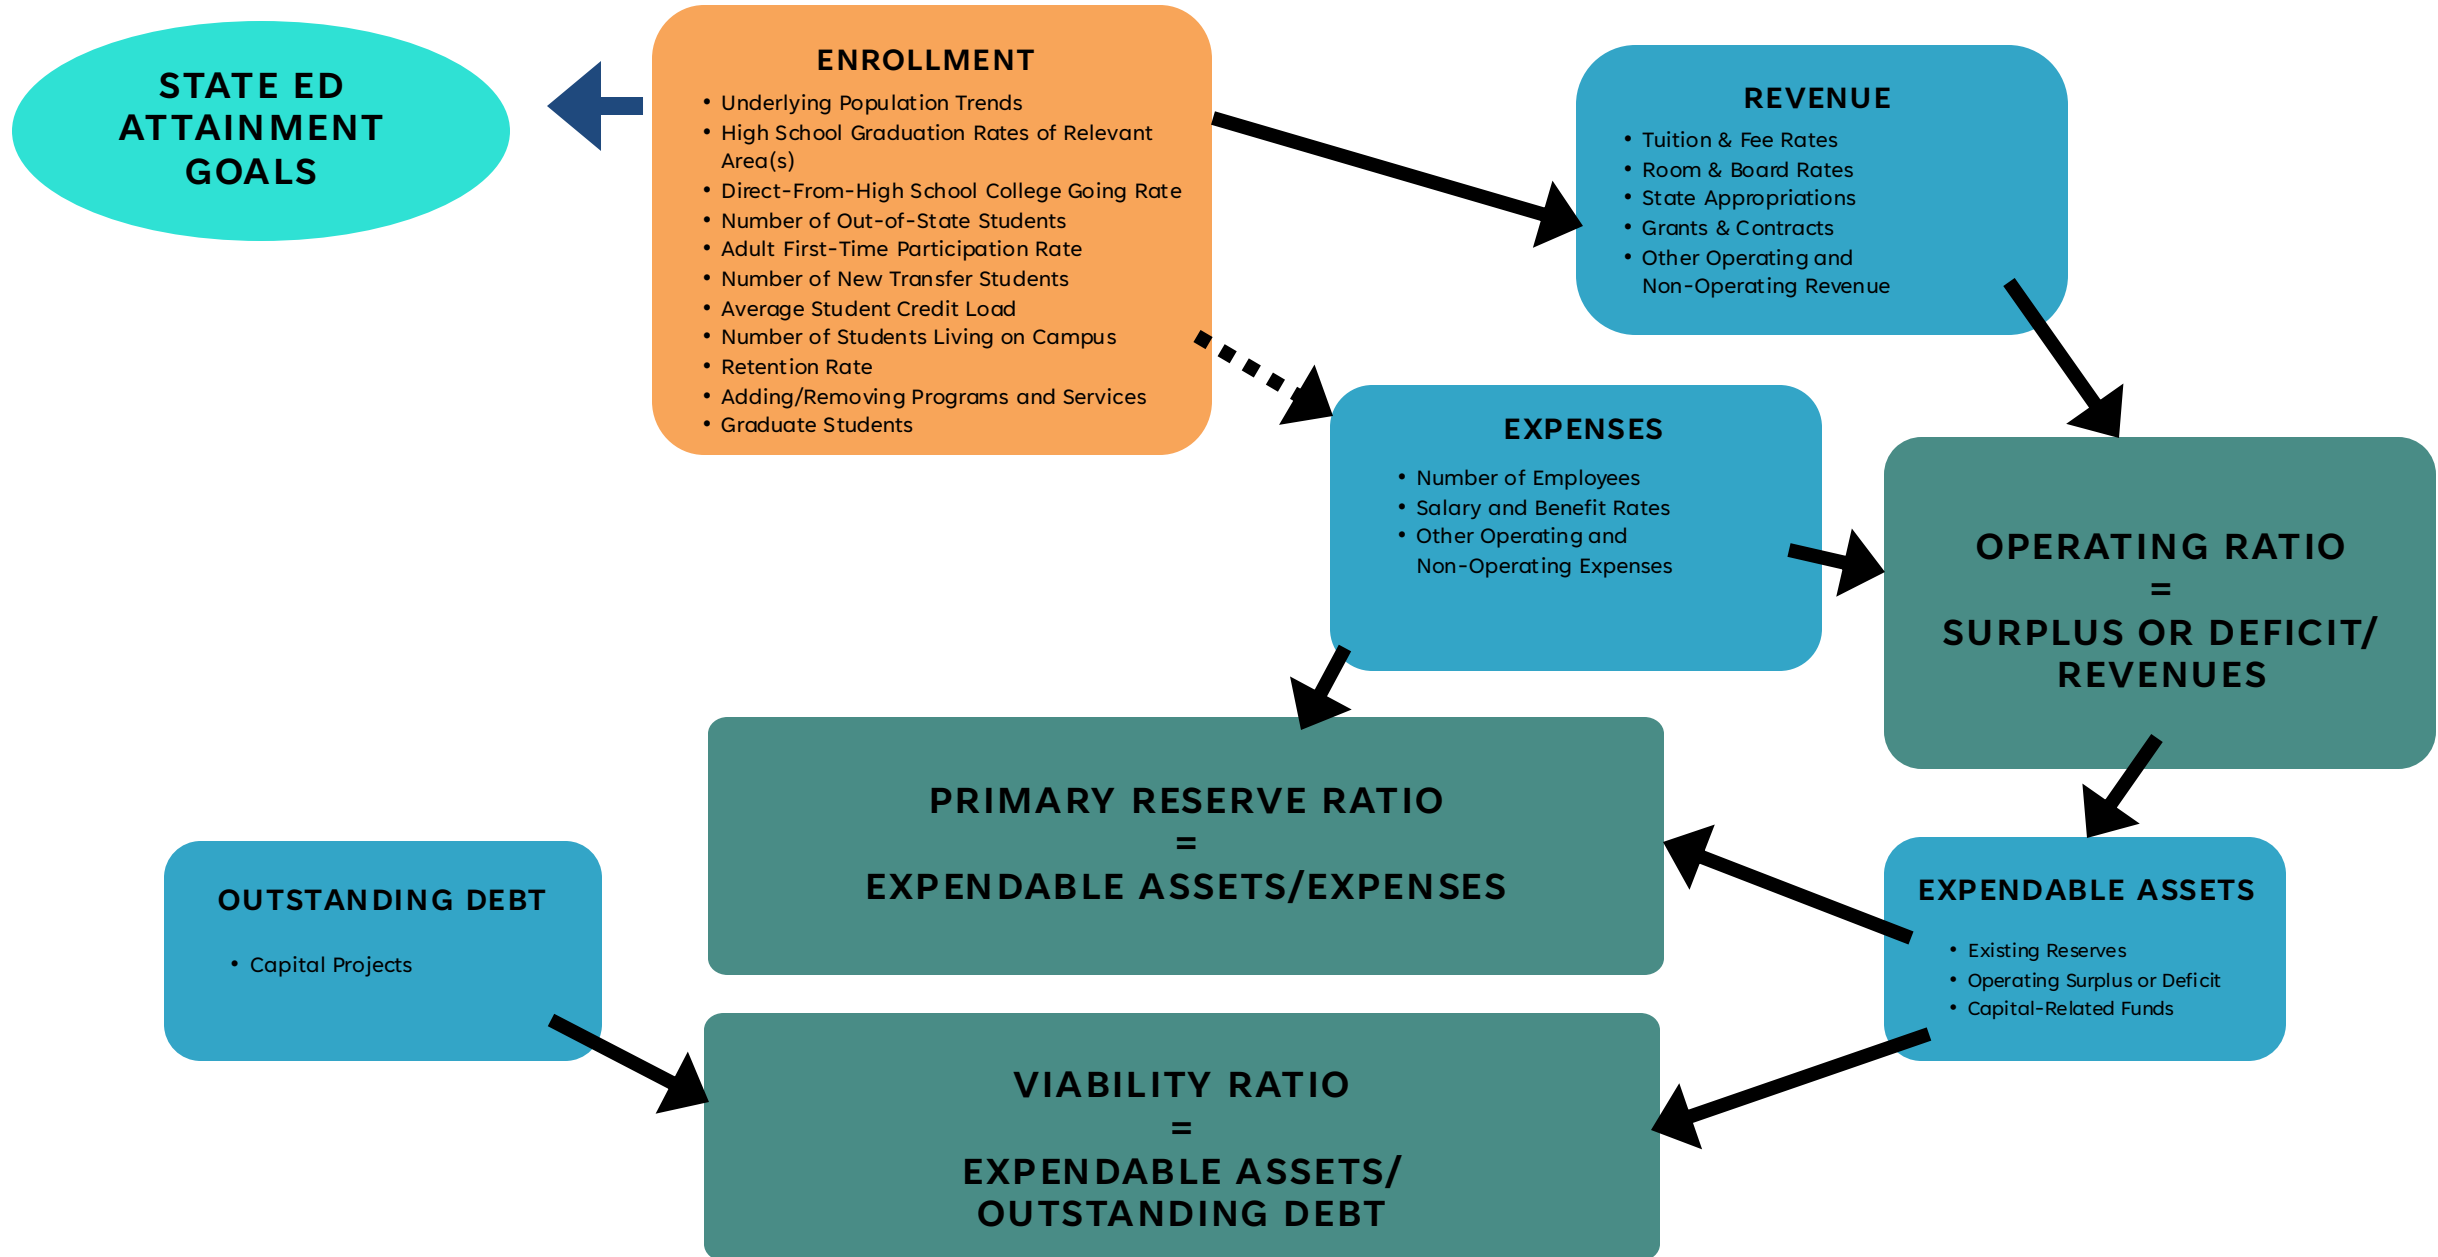 STATE ED
ATTAINMENT
GOALS
ENROLLMENT
• Underlying Population Trends
• High School Graduation Rates of Relevant
Area(s)
• Direct-From-High School College Going Rate
• Number of Out-of-State Students
• Adult First-Time Participation Rate
• Number of New Transfer Students
• Average Student Credit Load
• Number of Students Living on Campus
• Retention Rate
• Adding/Removing Programs and Services
• Graduate Students
REVENUE
• Tuition & Fee Rates
• Room & Board Rates
• State Appropriations
• Grants & Contracts
• Other Operating and
Non-Operating Revenue
EXPENSES
• Number of Employees
• Salary and Benefit Rates
• Other Operating and
Non-Operating Expenses
OPERATING RATIO
=
SURPLUS OR DEFICIT/
REVENUES
PRIMARY RESERVE RATIO
=
EXPENDABLE ASSETS/EXPENSES
OUTSTANDING DEBT
• Capital Projects
EXPENDABLE ASSETS
• Existing Reserves
• Operating Surplus or Deficit
• Capital-Related Funds
VIABILITY RATIO
=
EXPENDABLE ASSETS/
OUTSTANDING DEBT